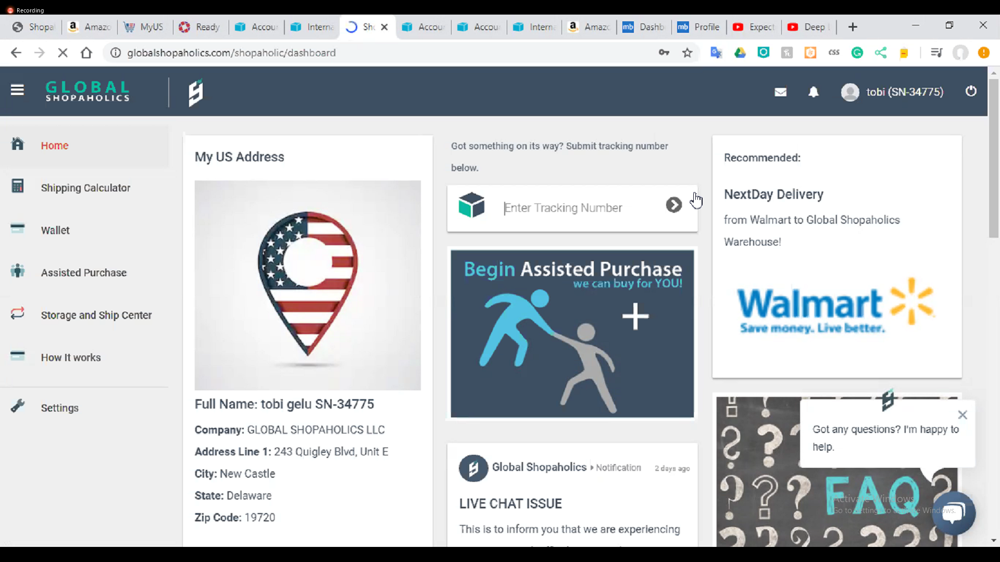 Recording
Shopa
Amazo
MyUS
Ready
Accou
Interna
Sh
Accou
Accou
Interna
Amazo
mb Dashb
mb Profile
Expect
Deep
globalshopaholics.com/shopaholic/dashboard
css
GLOBAL
SHOPAHOLICS
tobi (SN-34775)
Home
Shipping Calculator
Wallet
Assisted Purchase
Storage and Ship Center
How It works
Settings
My US Address
Full Name: tobi gelu SN-34775
Company: GLOBAL SHOPAHOLICS LLC
Address Line 1: 243 Quigley Blvd, Unit E
City: New Castle
State: Delaware
Zip Code: 19720
Got something on its way? Submit tracking number
below.
Enter Tracking Number
Begin Assisted Purchase
we can buy for YOU!
Global Shopaholics Notification 2 days ago
LIVE CHAT ISSUE
This is to inform you that we are experiencing
Recommended:
NextDay Delivery
from Walmart to Global Shopaholics
Warehouse!
Walmart
Save money. Live better.
Got any questions? I'm happy to
help.
FAQ
Activate Windows
Go to Settings to activate Windows.